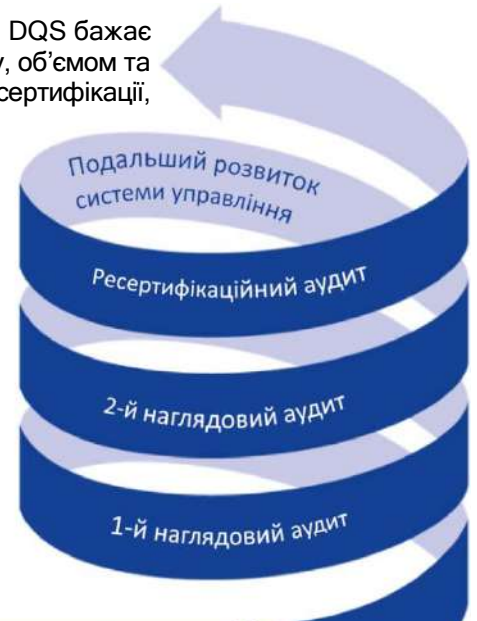 DQS бажає
, об’ємом та
сертифікації,
Подальший розвиток
системи управління
Ресертифікаційний аудит
2-й наглядовий аудит
1-й наглядовий аудит